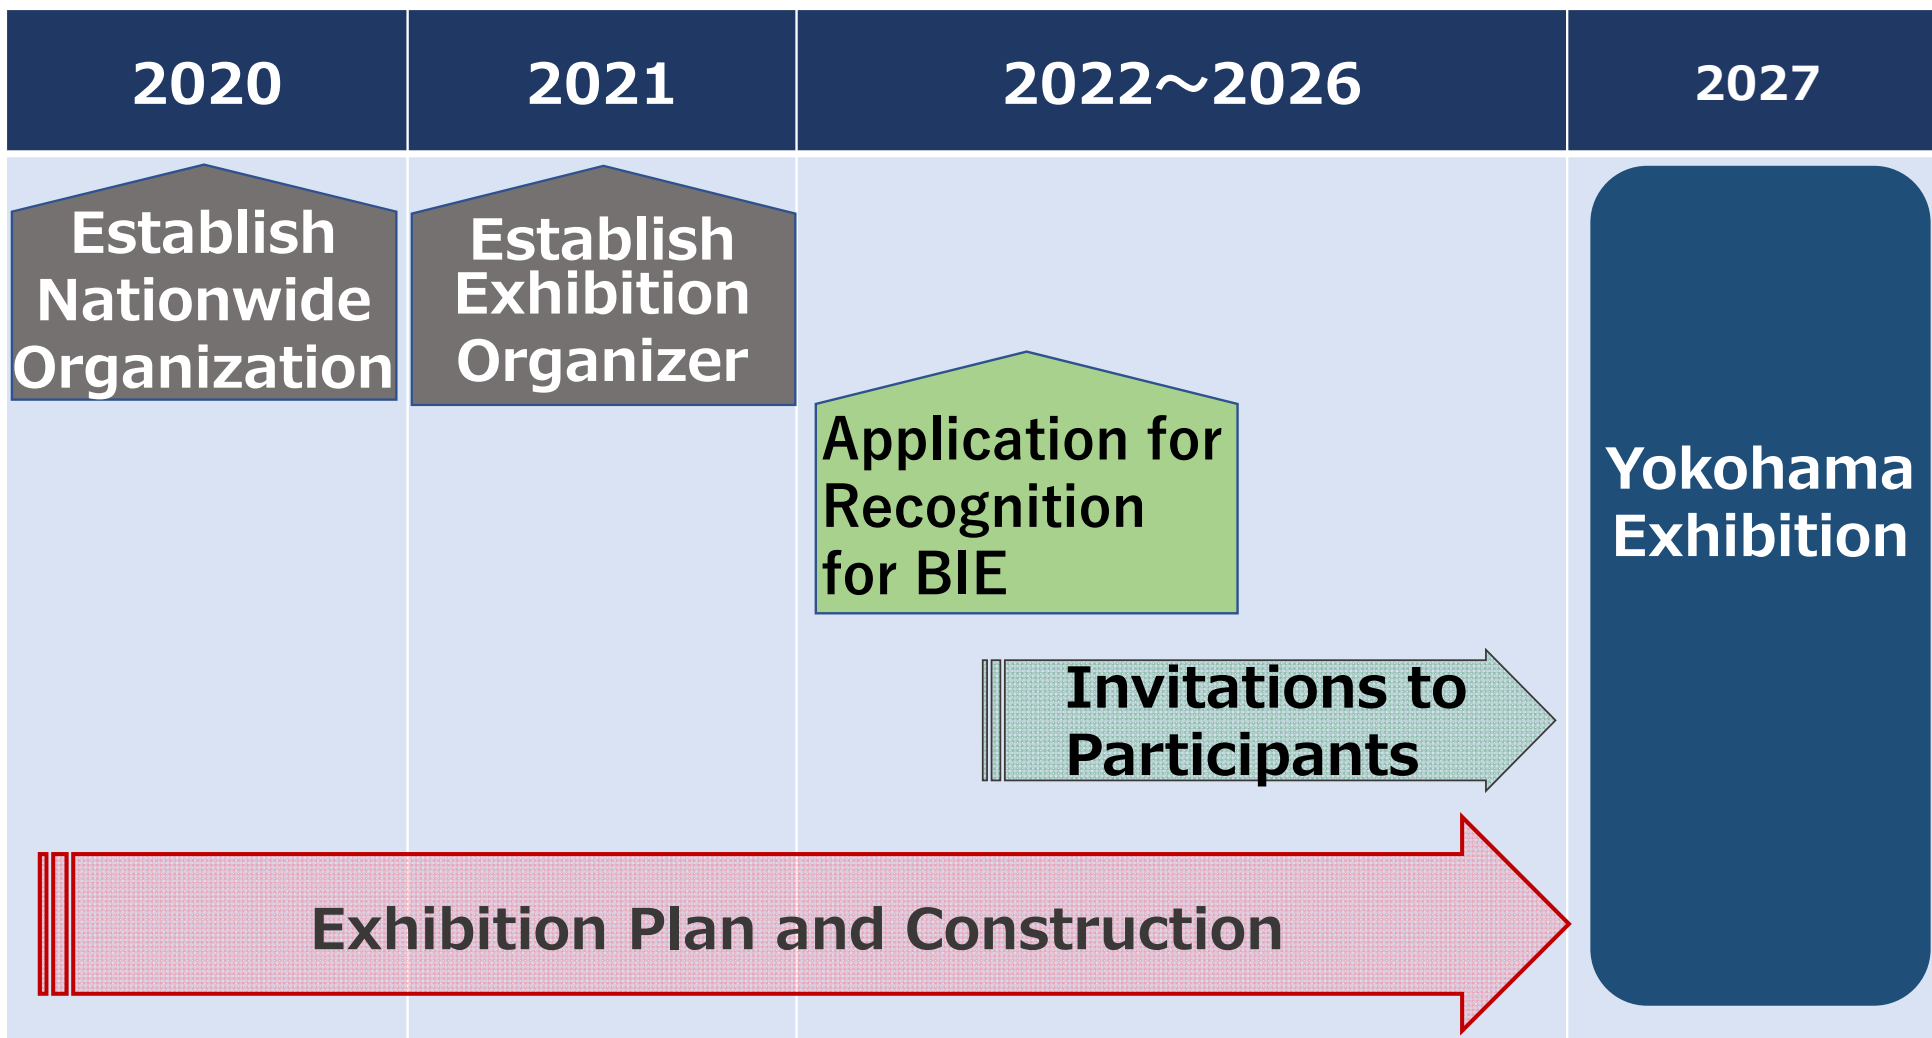 2020
2021
2022～2026
2027
Establish
Nationwide
Organization
Establish
Exhibition
Organizer
Application for
Recognition
for BIE
Invitations to
Participants
Exhibition Plan and Construction
Yokohama
Exhibition